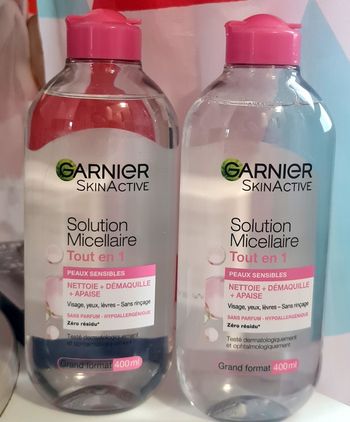 GARNIER
SKINACTIVE
Solution
Micellaire
Tout en 1
PEAUX SENSIBLES
NETTOIE + DÉMAQUILLE
+ APAISE
Visage, yeux, lèvres – Sans rinçage
SANS PARFUM - HYPOALLERGÉNIQUE
Zéro résidu*
Testé dermatologiquement
et ophtalmologiquement
Grand format 400 ml
GARNIER
SKINACTIVE
Solution
Micellaire
Tout en 1
PEAUX SENSIBLES
NETTOIE + DÉMAQUILLE
+ APAISE
Visage, yeux, lèvres – Sans rinçage
SANS PARFUM - HYPOALLERGÉNIQUE
Zéro résidu*
Testé dermatologiquement
et ophtalmologiquement
Grand format 400 ml